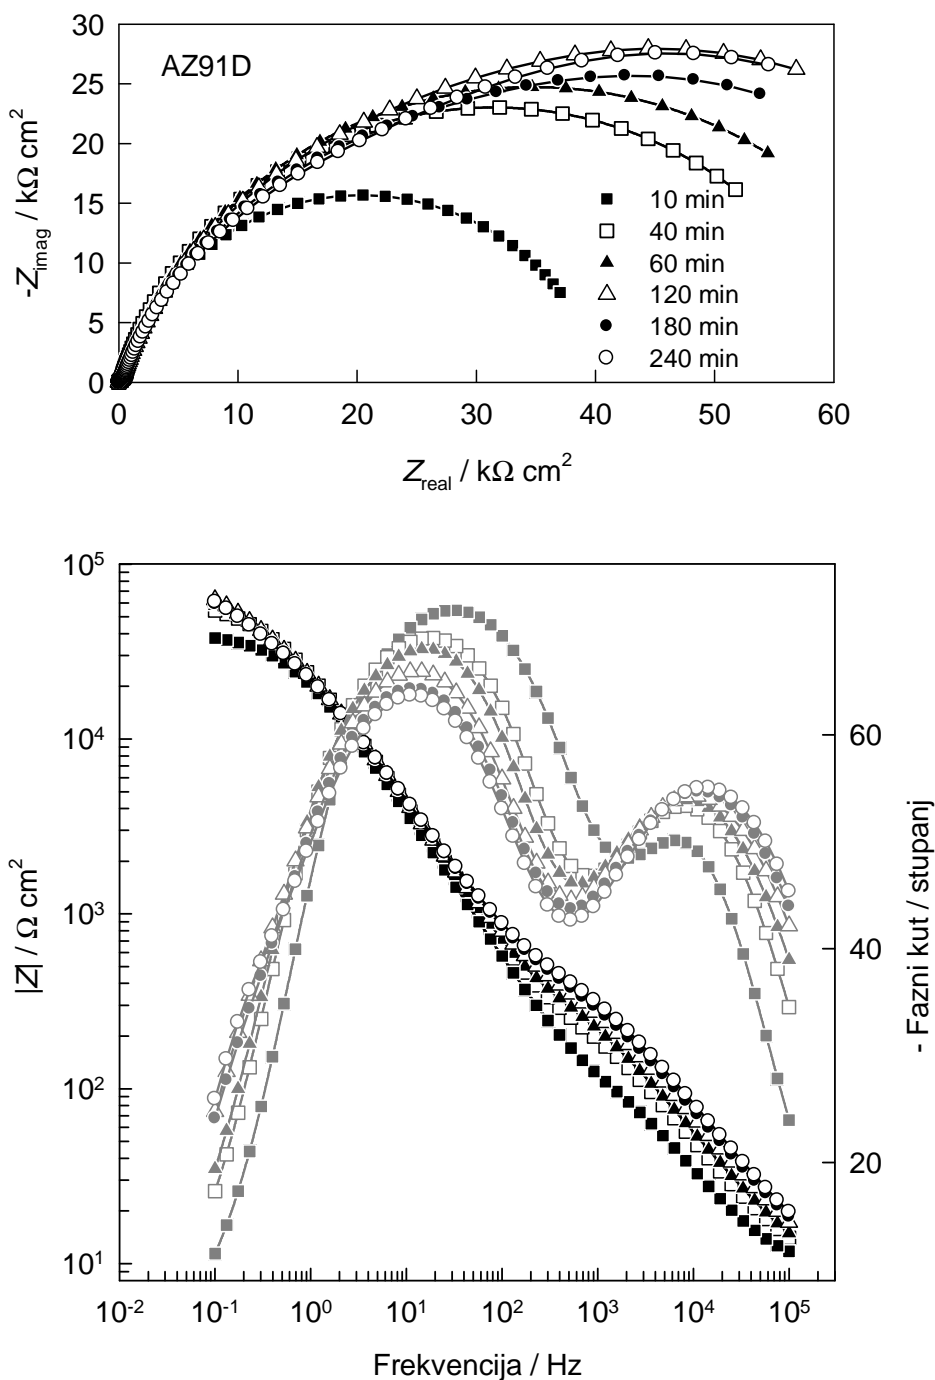 30
AZ91D
25
20
15
10
5
0
-Zimag / kΩ cm²
10 min
40 min
60 min
120 min
180 min
240 min
0 10 20 30 40 50 60
Zreal / kΩ cm²
10⁵
10⁴
10³
10²
10¹
|Z| / Ω cm²
60
40
20
- Fazni kut / stupanj
10⁻² 10⁻¹ 10⁰ 10¹ 10² 10³ 10⁴ 10⁵
Frekvencija / Hz